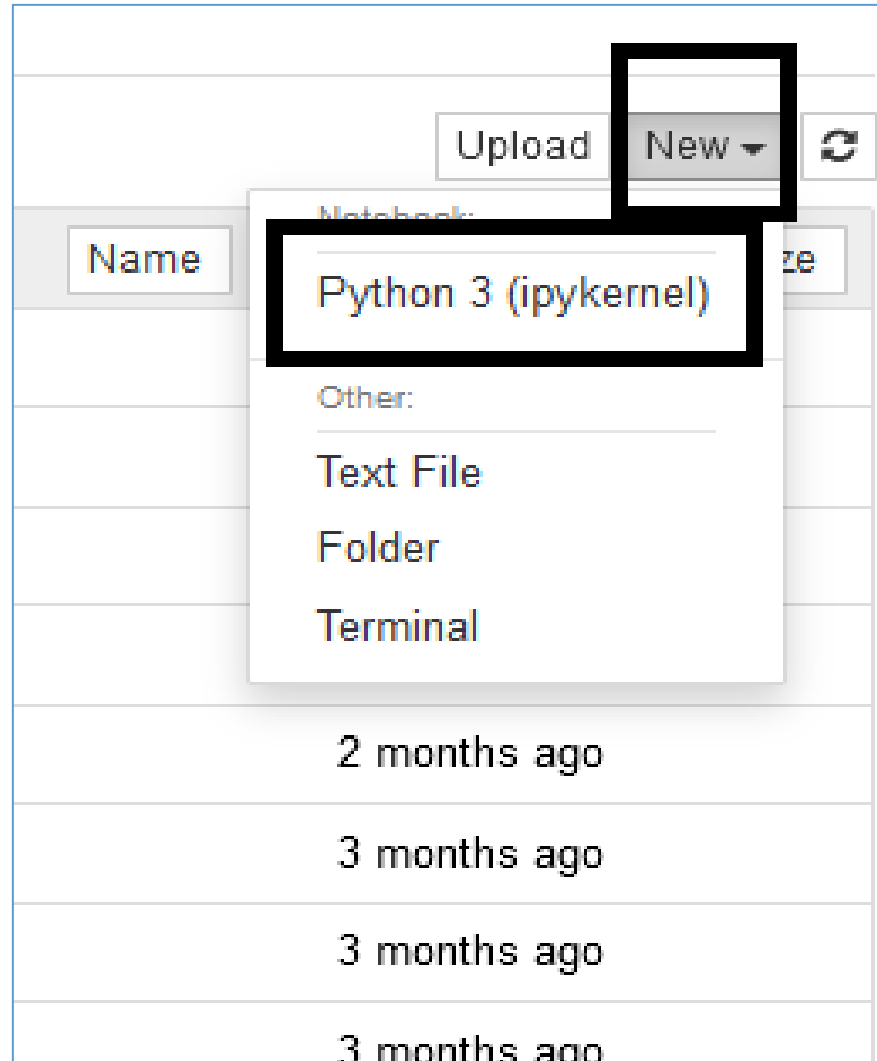 Upload New
Notebook:
Name
Python 3 (ipykernel)
Other:
Text File
Folder
Terminal
2 months ago
3 months ago
3 months ago
3 months ago